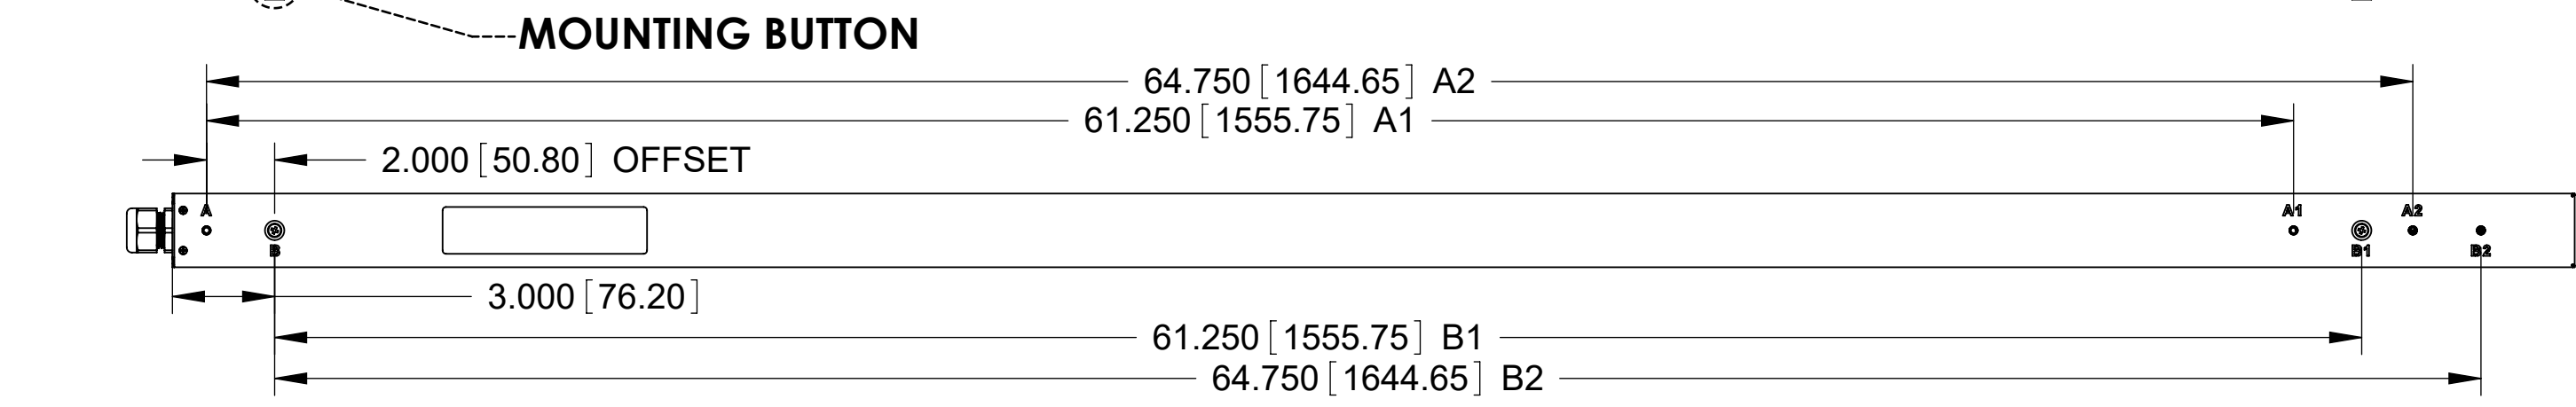 MOUNTING BUTTON
64.750 [1644.65] A2
61.250 [1555.75] A1
2.000 [50.80] OFFSET
A
A1
A2
B
B1
B2
3.000 [76.20]
61.250 [1555.75] B1
64.750 [1644.65] B2